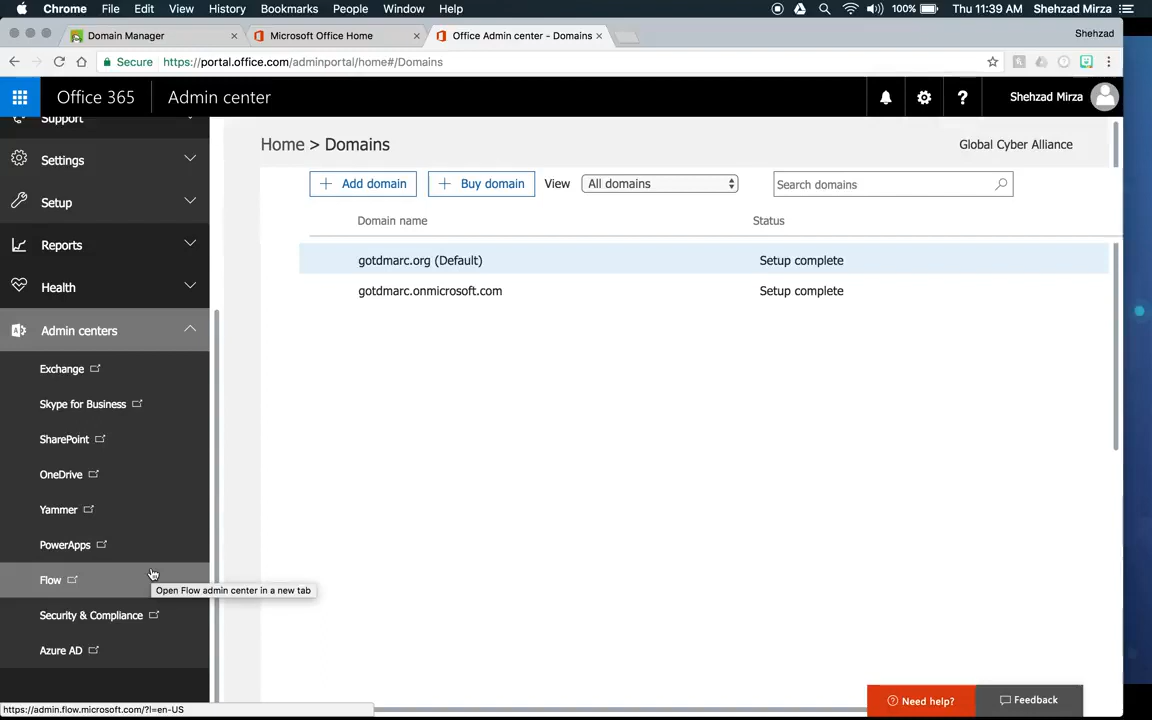 Chrome File Edit View History Bookmarks People Window Help 100% Thu 11:39 AM Shehzad Mirza
Domain Manager Microsoft Office Home Office Admin center - Domains Shehzad
Secure https://portal.office.com/adminportal/home#/Domains
Office 365 Admin center ? Shehzad Mirza
Support
Settings
Setup
Reports
Health
Admin centers
Exchange
Skype for Business
SharePoint
OneDrive
Yammer
PowerApps
Flow
Security & Compliance
Azure AD
Home > Domains Global Cyber Alliance
+ Add domain + Buy domain View All domains Search domains
Domain name Status
gotdmarc.org (Default) Setup complete
gotdmarc.onmicrosoft.com Setup complete
Open Flow admin center in a new tab
Need help? Feedback
https://admin.flow.microsoft.com/?l=en-US